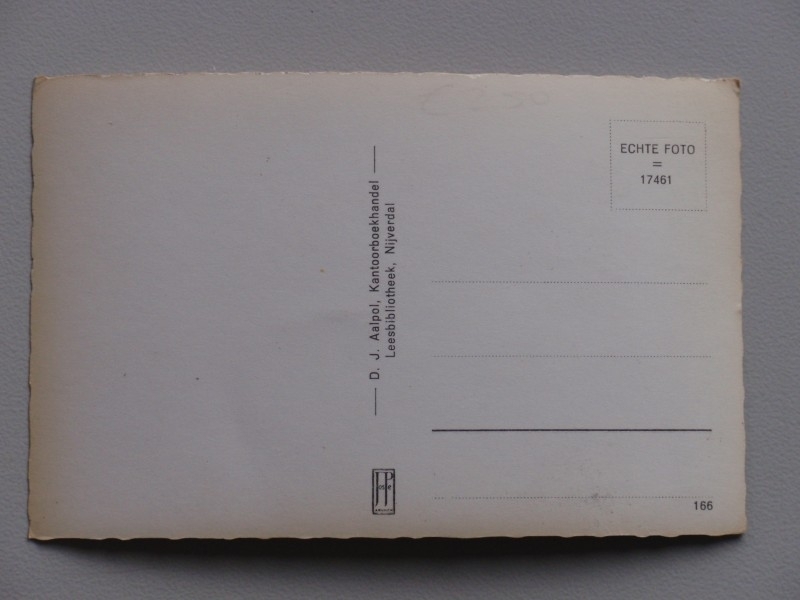 ECHTE FOTO
=
17461
D. J. Aalpol, Kantoorboekhandel
Leesbibliotheek, Nijverdal
166